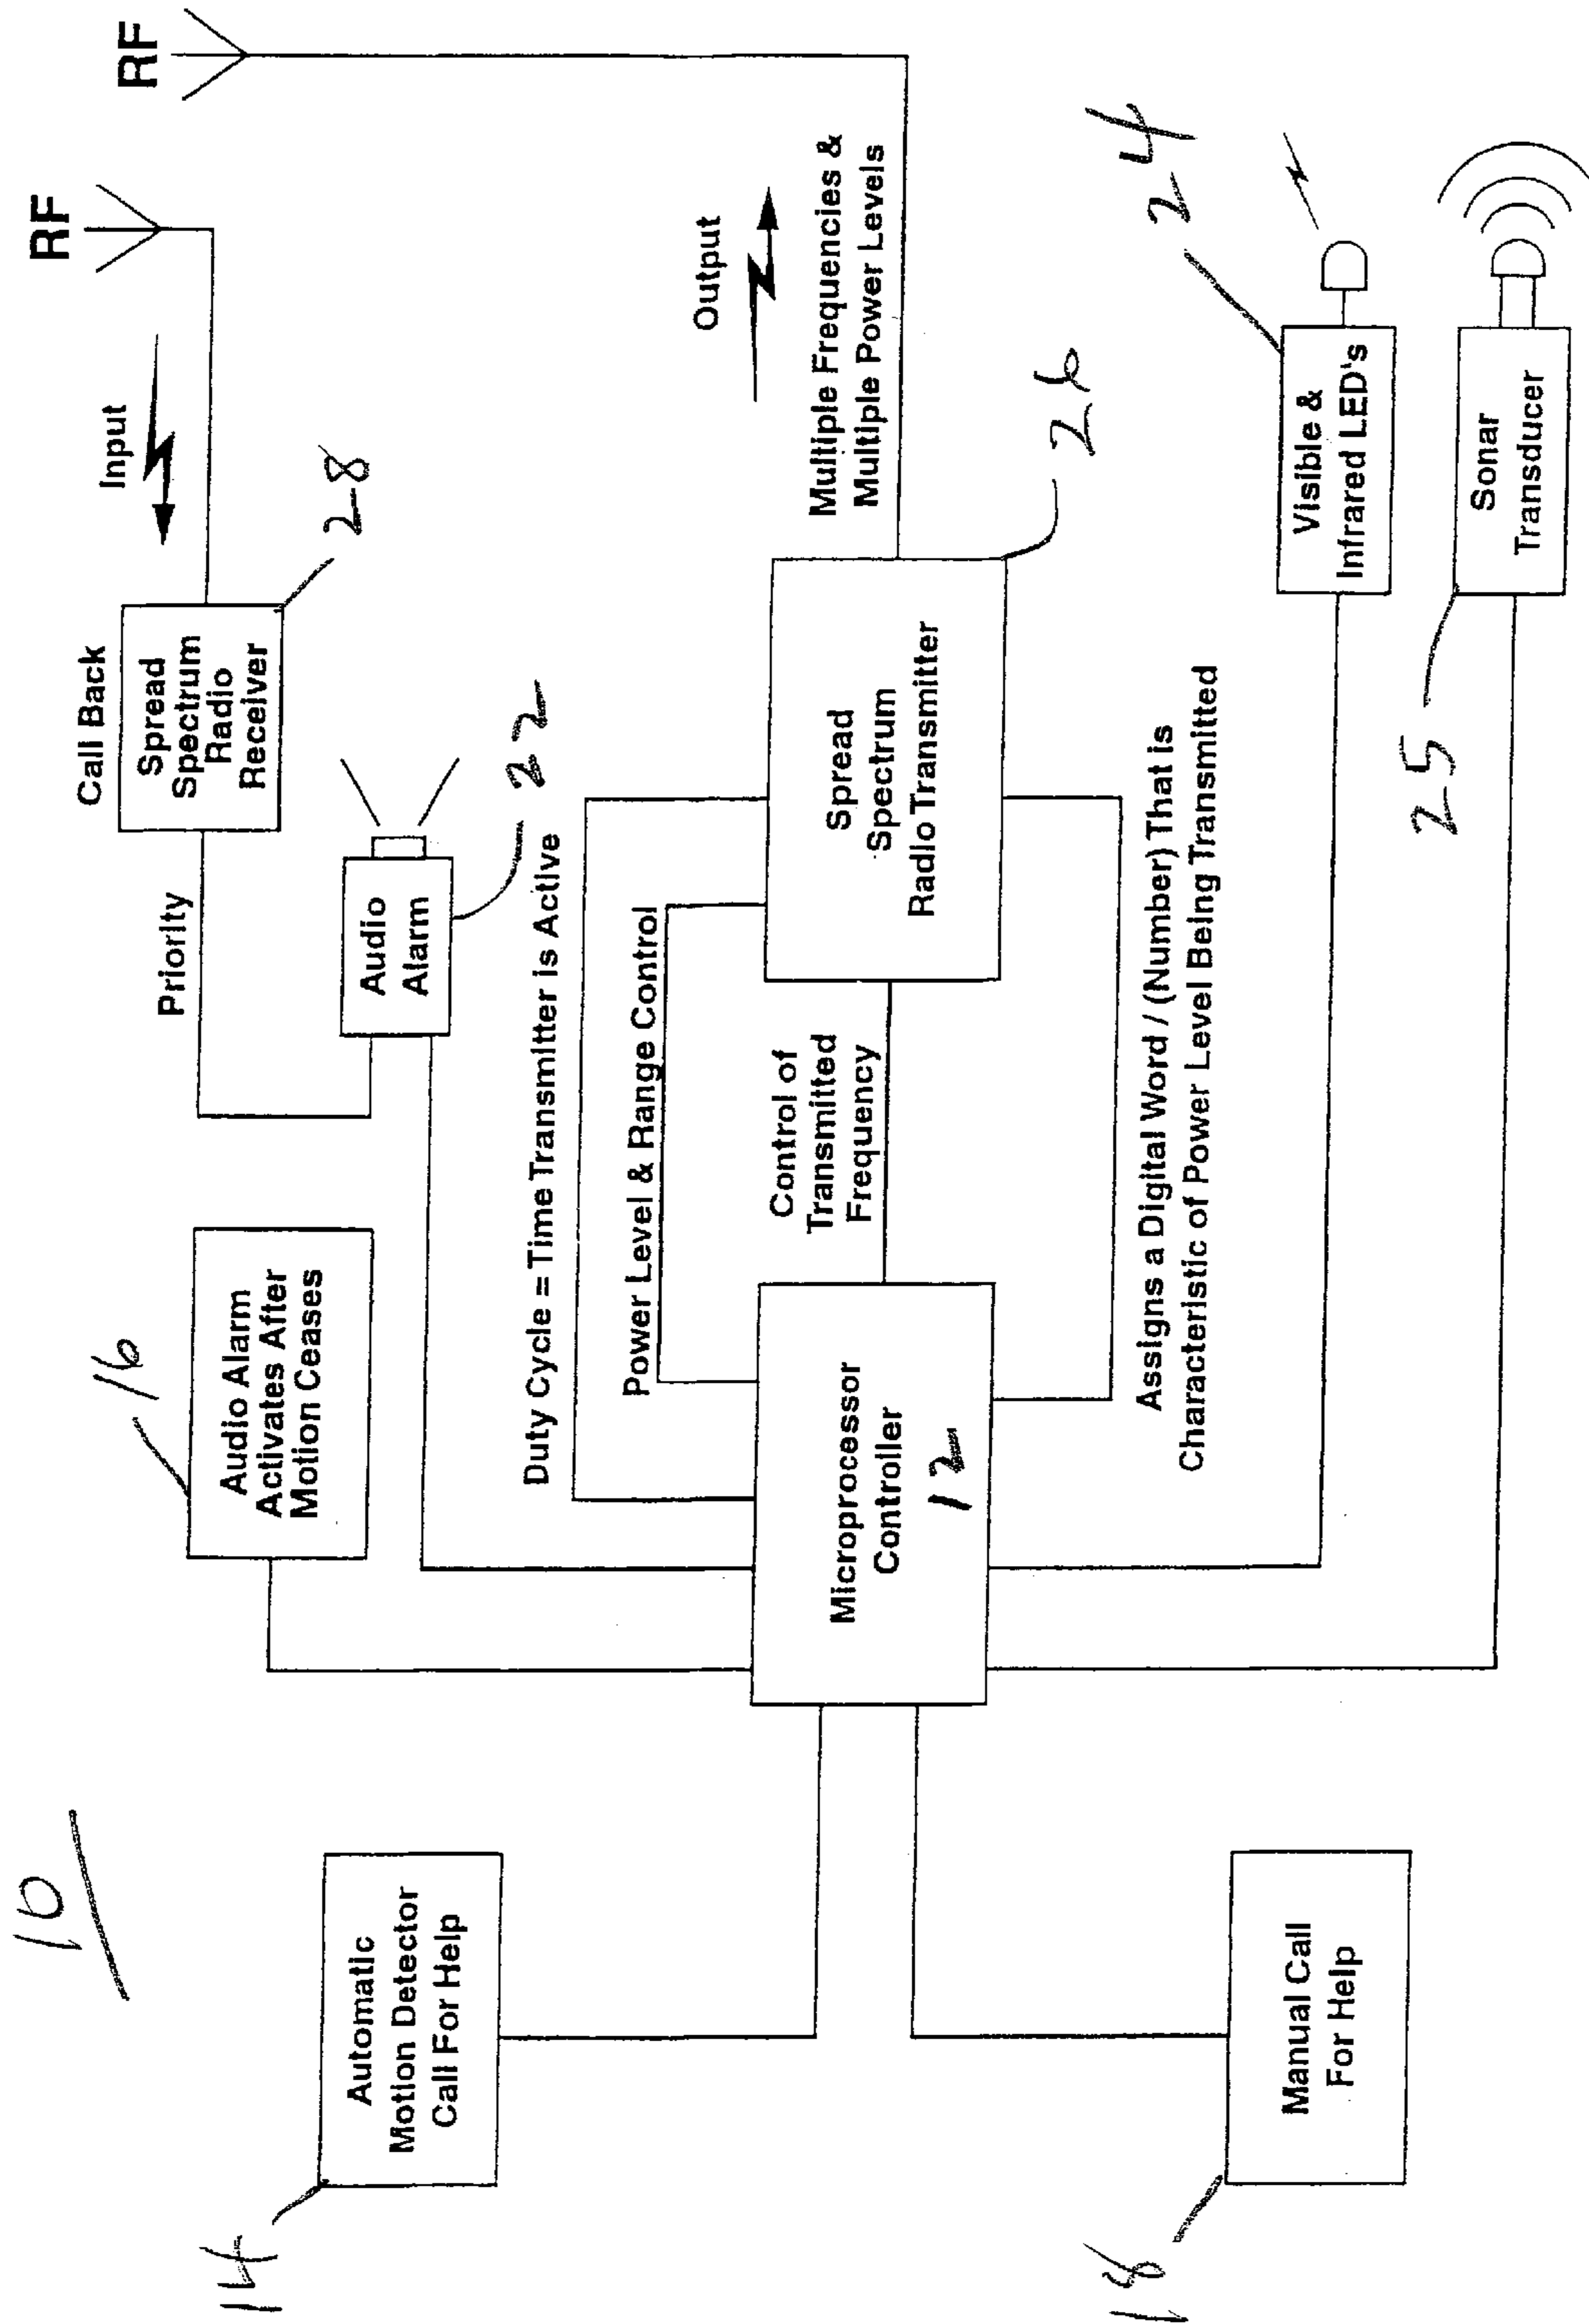 10
14
Automatic
Motion Detector
Call For Help
18
Manual Call
For Help
16
Audio Alarm
Activates After
Motion Ceases
Microprocessor
Controller
12
Duty Cycle = Time Transmitter is Active
Power Level & Range Control
Control of
Transmitted
Frequency
Assigns a Digital Word / (Number) That is
Characteristic of Power Level Being Transmitted
Priority
Audio
Alarm
22
Call Back
Spread
Spectrum
Radio
Receiver
28
Input
RF
Spread
Spectrum
Radio Transmitter
26
Multiple Frequencies &
Multiple Power Levels
Output
RF
Visible &
Infrared LED's
24
Sonar
Transducer
25